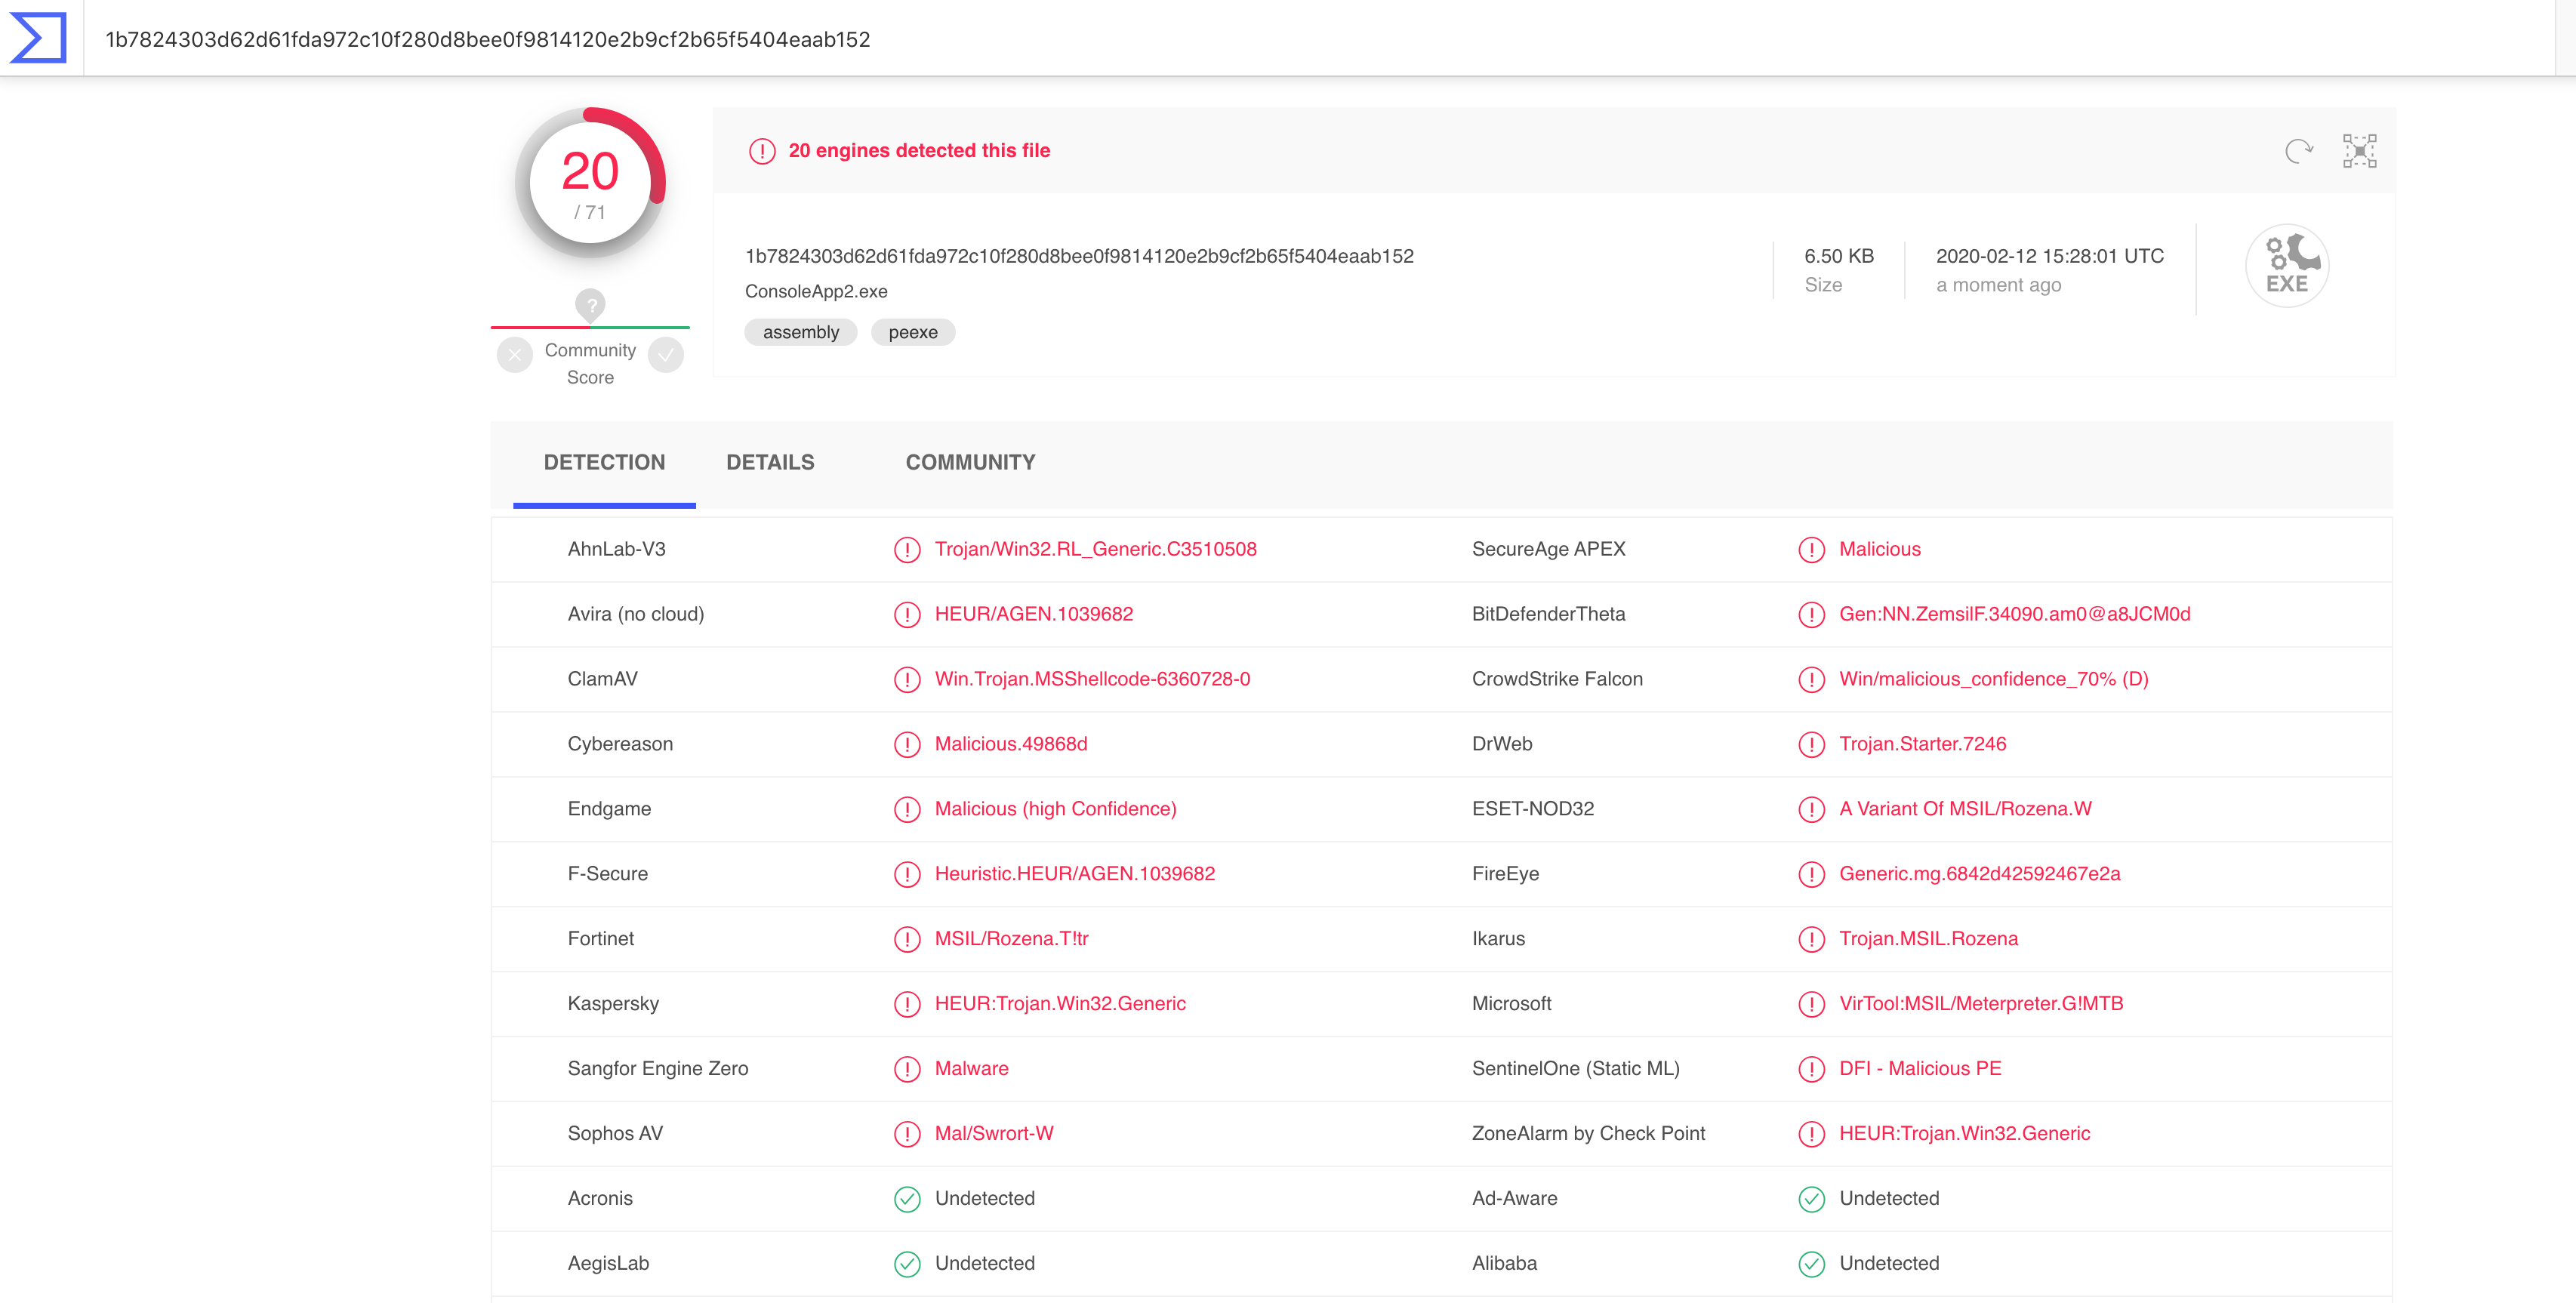 1b7824303d62d61fda972c10f280d8bee0f9814120e2b9cf2b65f5404eaab152
20
/ 71
?
Community
Score
20 engines detected this file
1b7824303d62d61fda972c10f280d8bee0f9814120e2b9cf2b65f5404eaab152
ConsoleApp2.exe
assembly peexe
6.50 KB
Size
2020-02-12 15:28:01 UTC
a moment ago
EXE
DETECTION DETAILS COMMUNITY
AhnLab-V3 Trojan/Win32.RL_Generic.C3510508 SecureAge APEX Malicious
Avira (no cloud) HEUR/AGEN.1039682 BitDefenderTheta Gen:NN.ZemsilF.34090.am0@a8JCM0d
ClamAV Win.Trojan.MSShellcode-6360728-0 CrowdStrike Falcon Win/malicious_confidence_70% (D)
Cybereason Malicious.49868d DrWeb Trojan.Starter.7246
Endgame Malicious (high Confidence) ESET-NOD32 A Variant Of MSIL/Rozena.W
F-Secure Heuristic.HEUR/AGEN.1039682 FireEye Generic.mg.6842d42592467e2a
Fortinet MSIL/Rozena.T!tr Ikarus Trojan.MSIL.Rozena
Kaspersky HEUR:Trojan.Win32.Generic Microsoft VirTool:MSIL/Meterpreter.G!MTB
Sangfor Engine Zero Malware SentinelOne (Static ML) DFI - Malicious PE
Sophos AV Mal/Swrort-W ZoneAlarm by Check Point HEUR:Trojan.Win32.Generic
Acronis Undetected Ad-Aware Undetected
AegisLab Undetected Alibaba Undetected